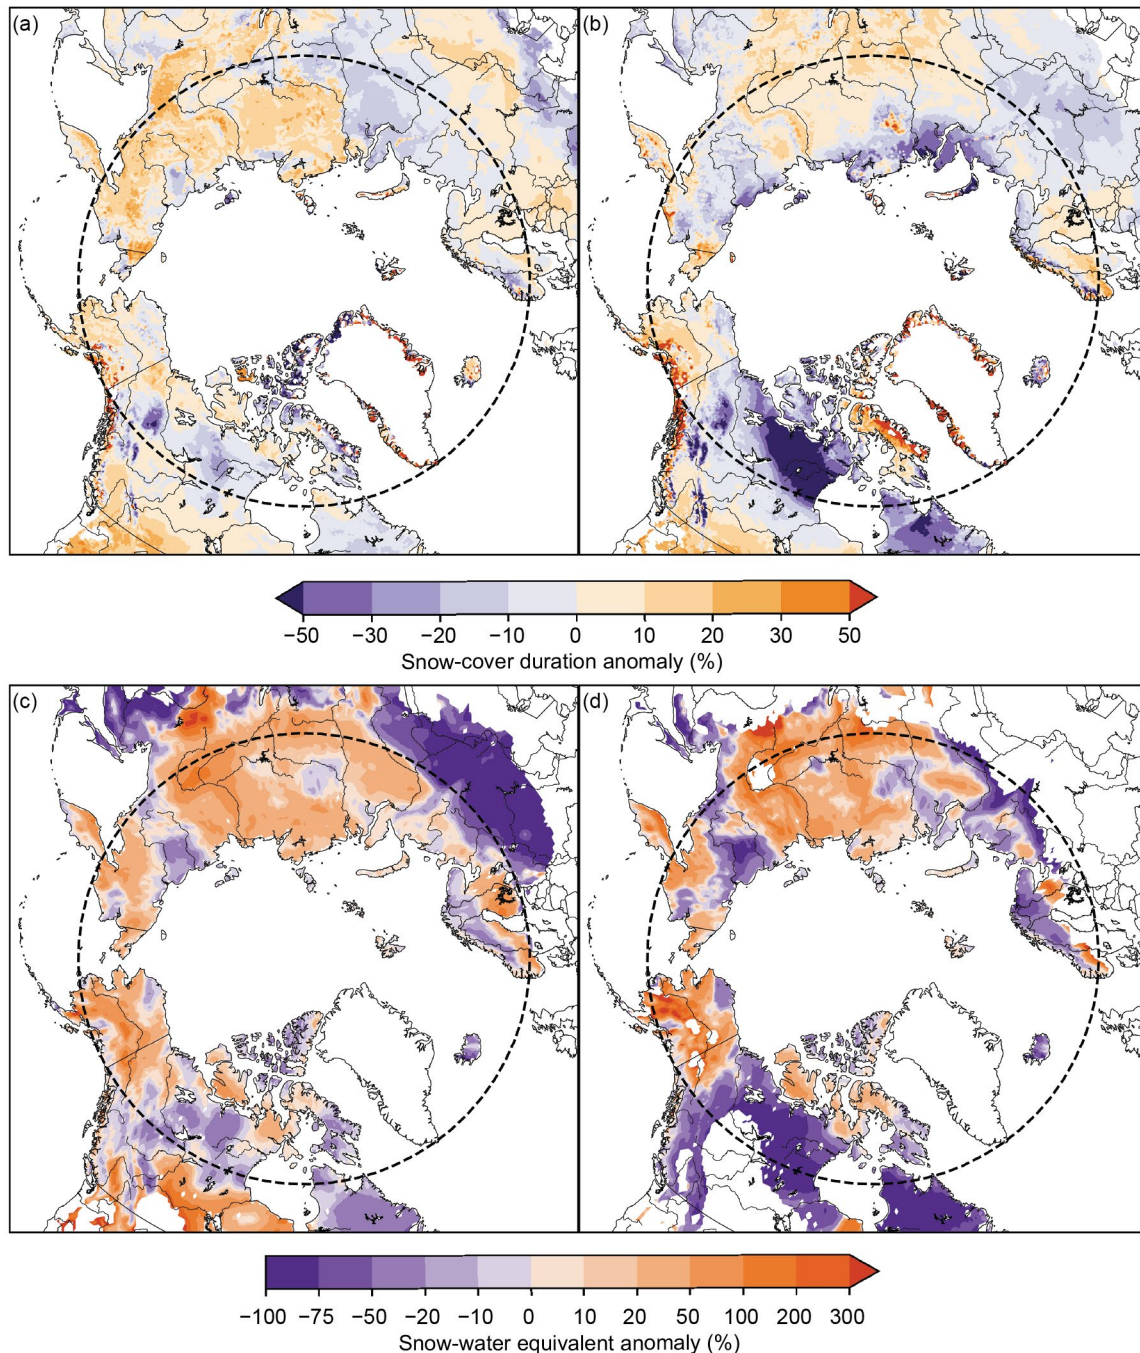 (a)
(b)
−50 −30 −20 −10 0 10 20 30 50
Snow-cover duration anomaly (%)
(c)
(d)
−100 −75 −50 −20 −10 0 10 20 50 100 200 300
Snow-water equivalent anomaly (%)